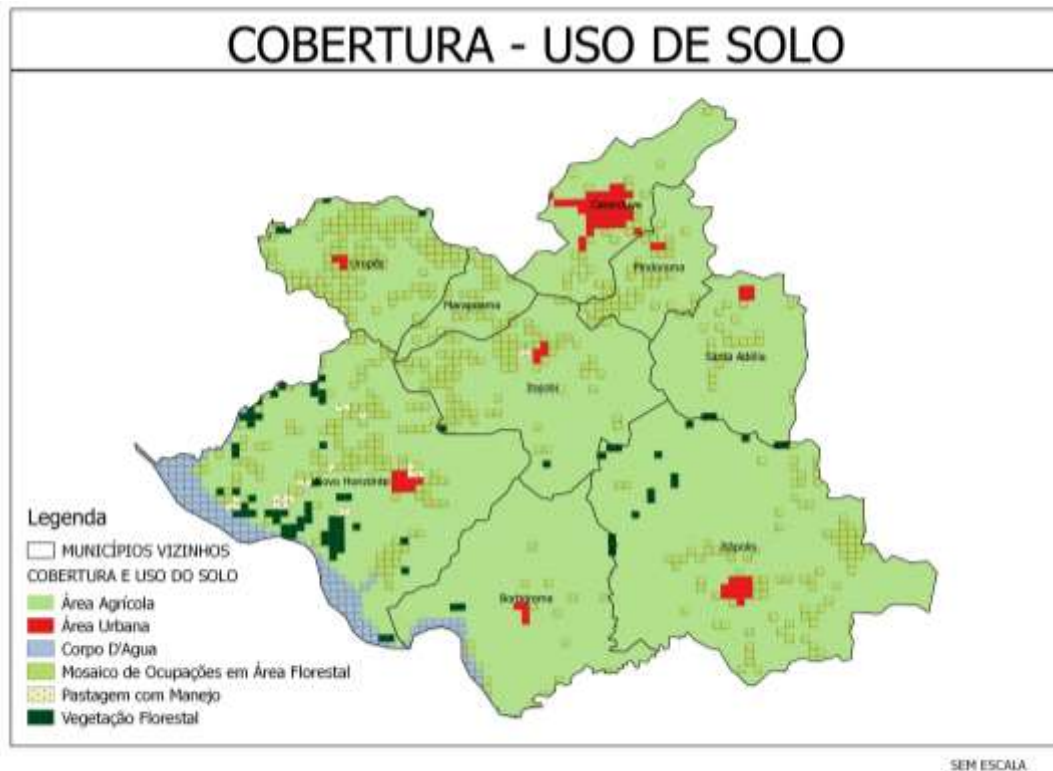 COBERTURA - USO DE SOLO
Catanduva
Urupês
Pindorama
Marapoama
Santa Adélia
Itajobi
Novo Horizonte
Itápolis
Borborema
Legenda
MUNICÍPIOS VIZINHOS
COBERTURA E USO DO SOLO
Área Agrícola
Área Urbana
Corpo D'Agua
Mosaico de Ocupações em Área Florestal
Pastagem com Manejo
Vegetação Florestal
SEM ESCALA